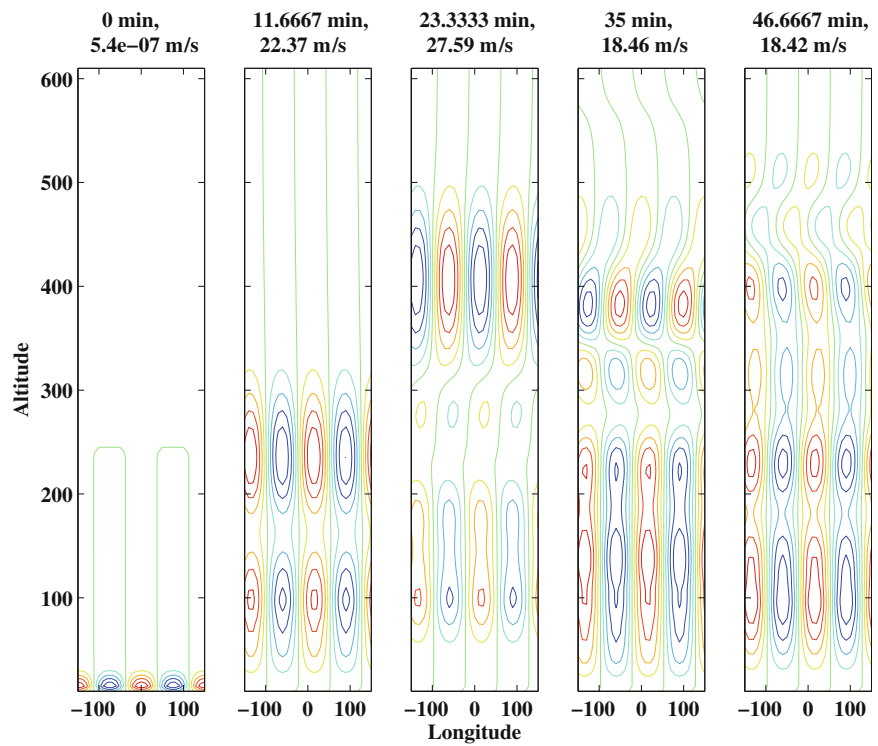 0 min,
5.4e−07 m/s
11.6667 min,
22.37 m/s
23.3333 min,
27.59 m/s
35 min,
18.46 m/s
46.6667 min,
18.42 m/s
600
500
400
300
200
100
Altitude
−100 0 100
−100 0 100
−100 0 100
−100 0 100
−100 0 100
Longitude